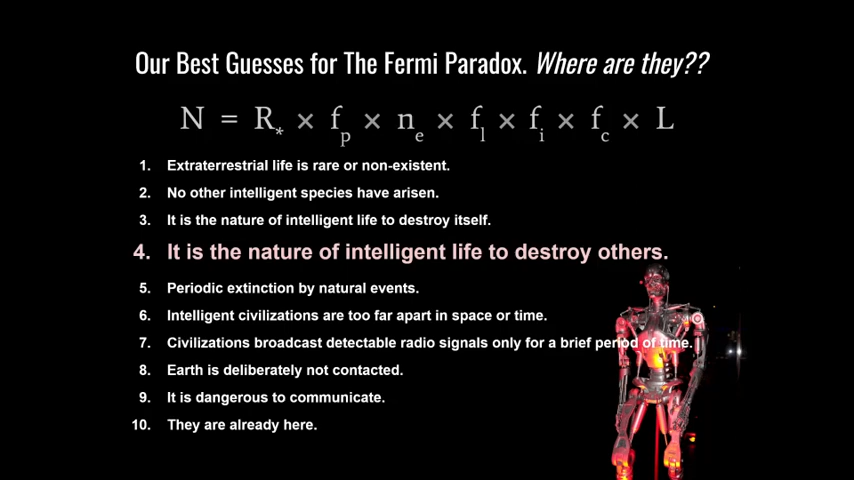 Our Best Guesses for The Fermi Paradox. Where are they??
N = R* × fp × ne × fl × fi × fc × L
1. Extraterrestrial life is rare or non-existent.
2. No other intelligent species have arisen.
3. It is the nature of intelligent life to destroy itself.
4. It is the nature of intelligent life to destroy others.
5. Periodic extinction by natural events.
6. Intelligent civilizations are too far apart in space or time.
7. Civilizations broadcast detectable radio signals only for a brief period of time.
8. Earth is deliberately not contacted.
9. It is dangerous to communicate.
10. They are already here.